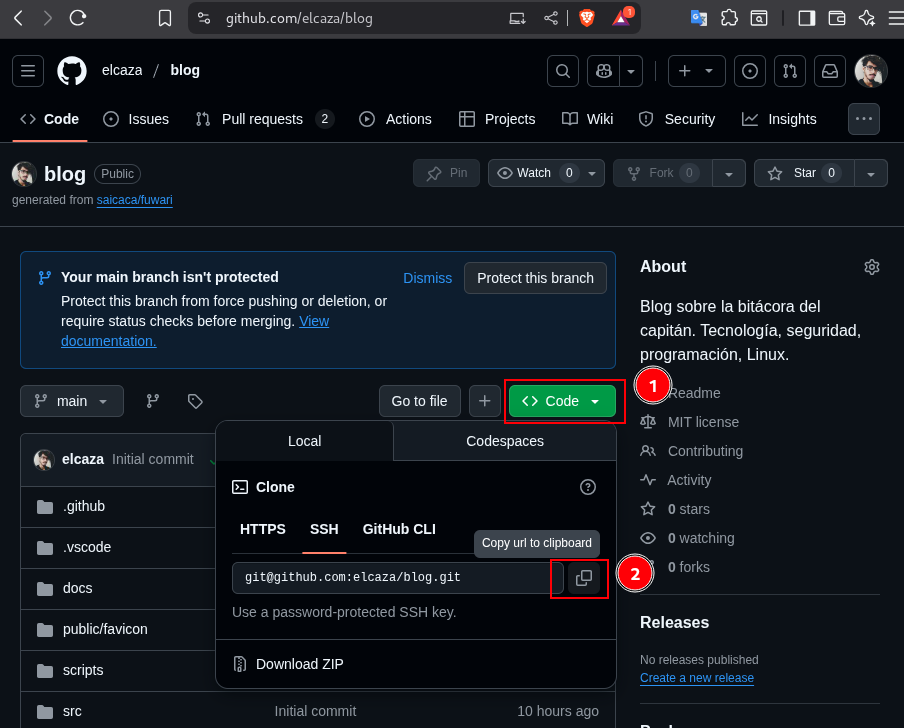 github.com/elcaza/blog
1
elcaza / blog
Code Issues Pull requests 2 Actions Projects Wiki Security Insights
blog Public
Pin Watch 0 Fork 0 Star 0
generated from saicaca/fuwari
Your main branch isn't protected
Dismiss Protect this branch
Protect this branch from force pushing or deletion, or
require status checks before merging. View
documentation.
About
Blog sobre la bitácora del
capitán. Tecnología, seguridad,
programación, Linux.
main Go to file Code
1
Readme
MIT license
Contributing
Activity
0 stars
0 watching
0 forks
elcaza Initial commit
Local Codespaces
Clone
HTTPS SSH GitHub CLI
Copy url to clipboard
git@github.com:elcaza/blog.git
2
Use a password-protected SSH key.
Download ZIP
.github
.vscode
docs
public/favicon
scripts
src Initial commit 10 hours ago
Releases
No releases published
Create a new release